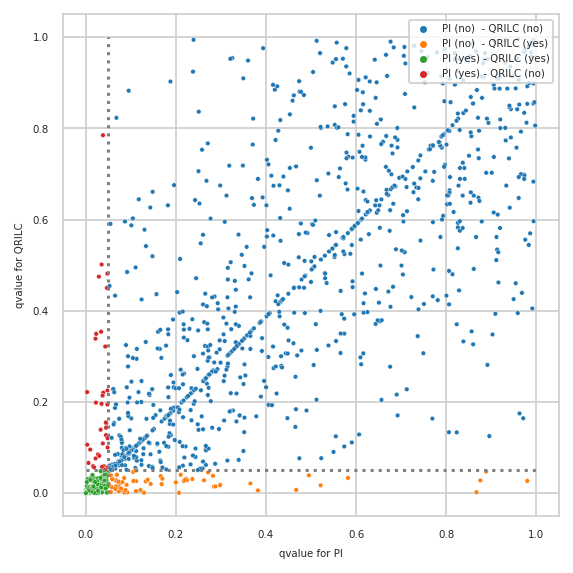 PI (no)  - QRILC (no)
PI (no)  - QRILC (yes)
PI (yes) - QRILC (yes)
PI (yes) - QRILC (no)
1.0
0.8
0.6
0.4
0.2
0.0
qvalue for QRILC
0.0 0.2 0.4 0.6 0.8 1.0
qvalue for PI